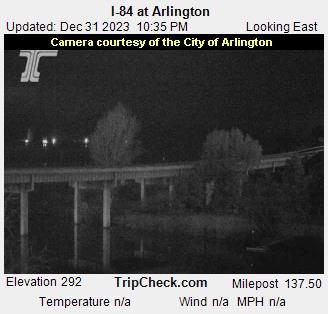 I-84 at Arlington
Updated: Dec 31 2023 10:35 PM Looking East
Camera courtesy of the City of Arlington
Elevation 292 TripCheck.com Milepost 137.50
Temperature n/a Wind n/a MPH n/a